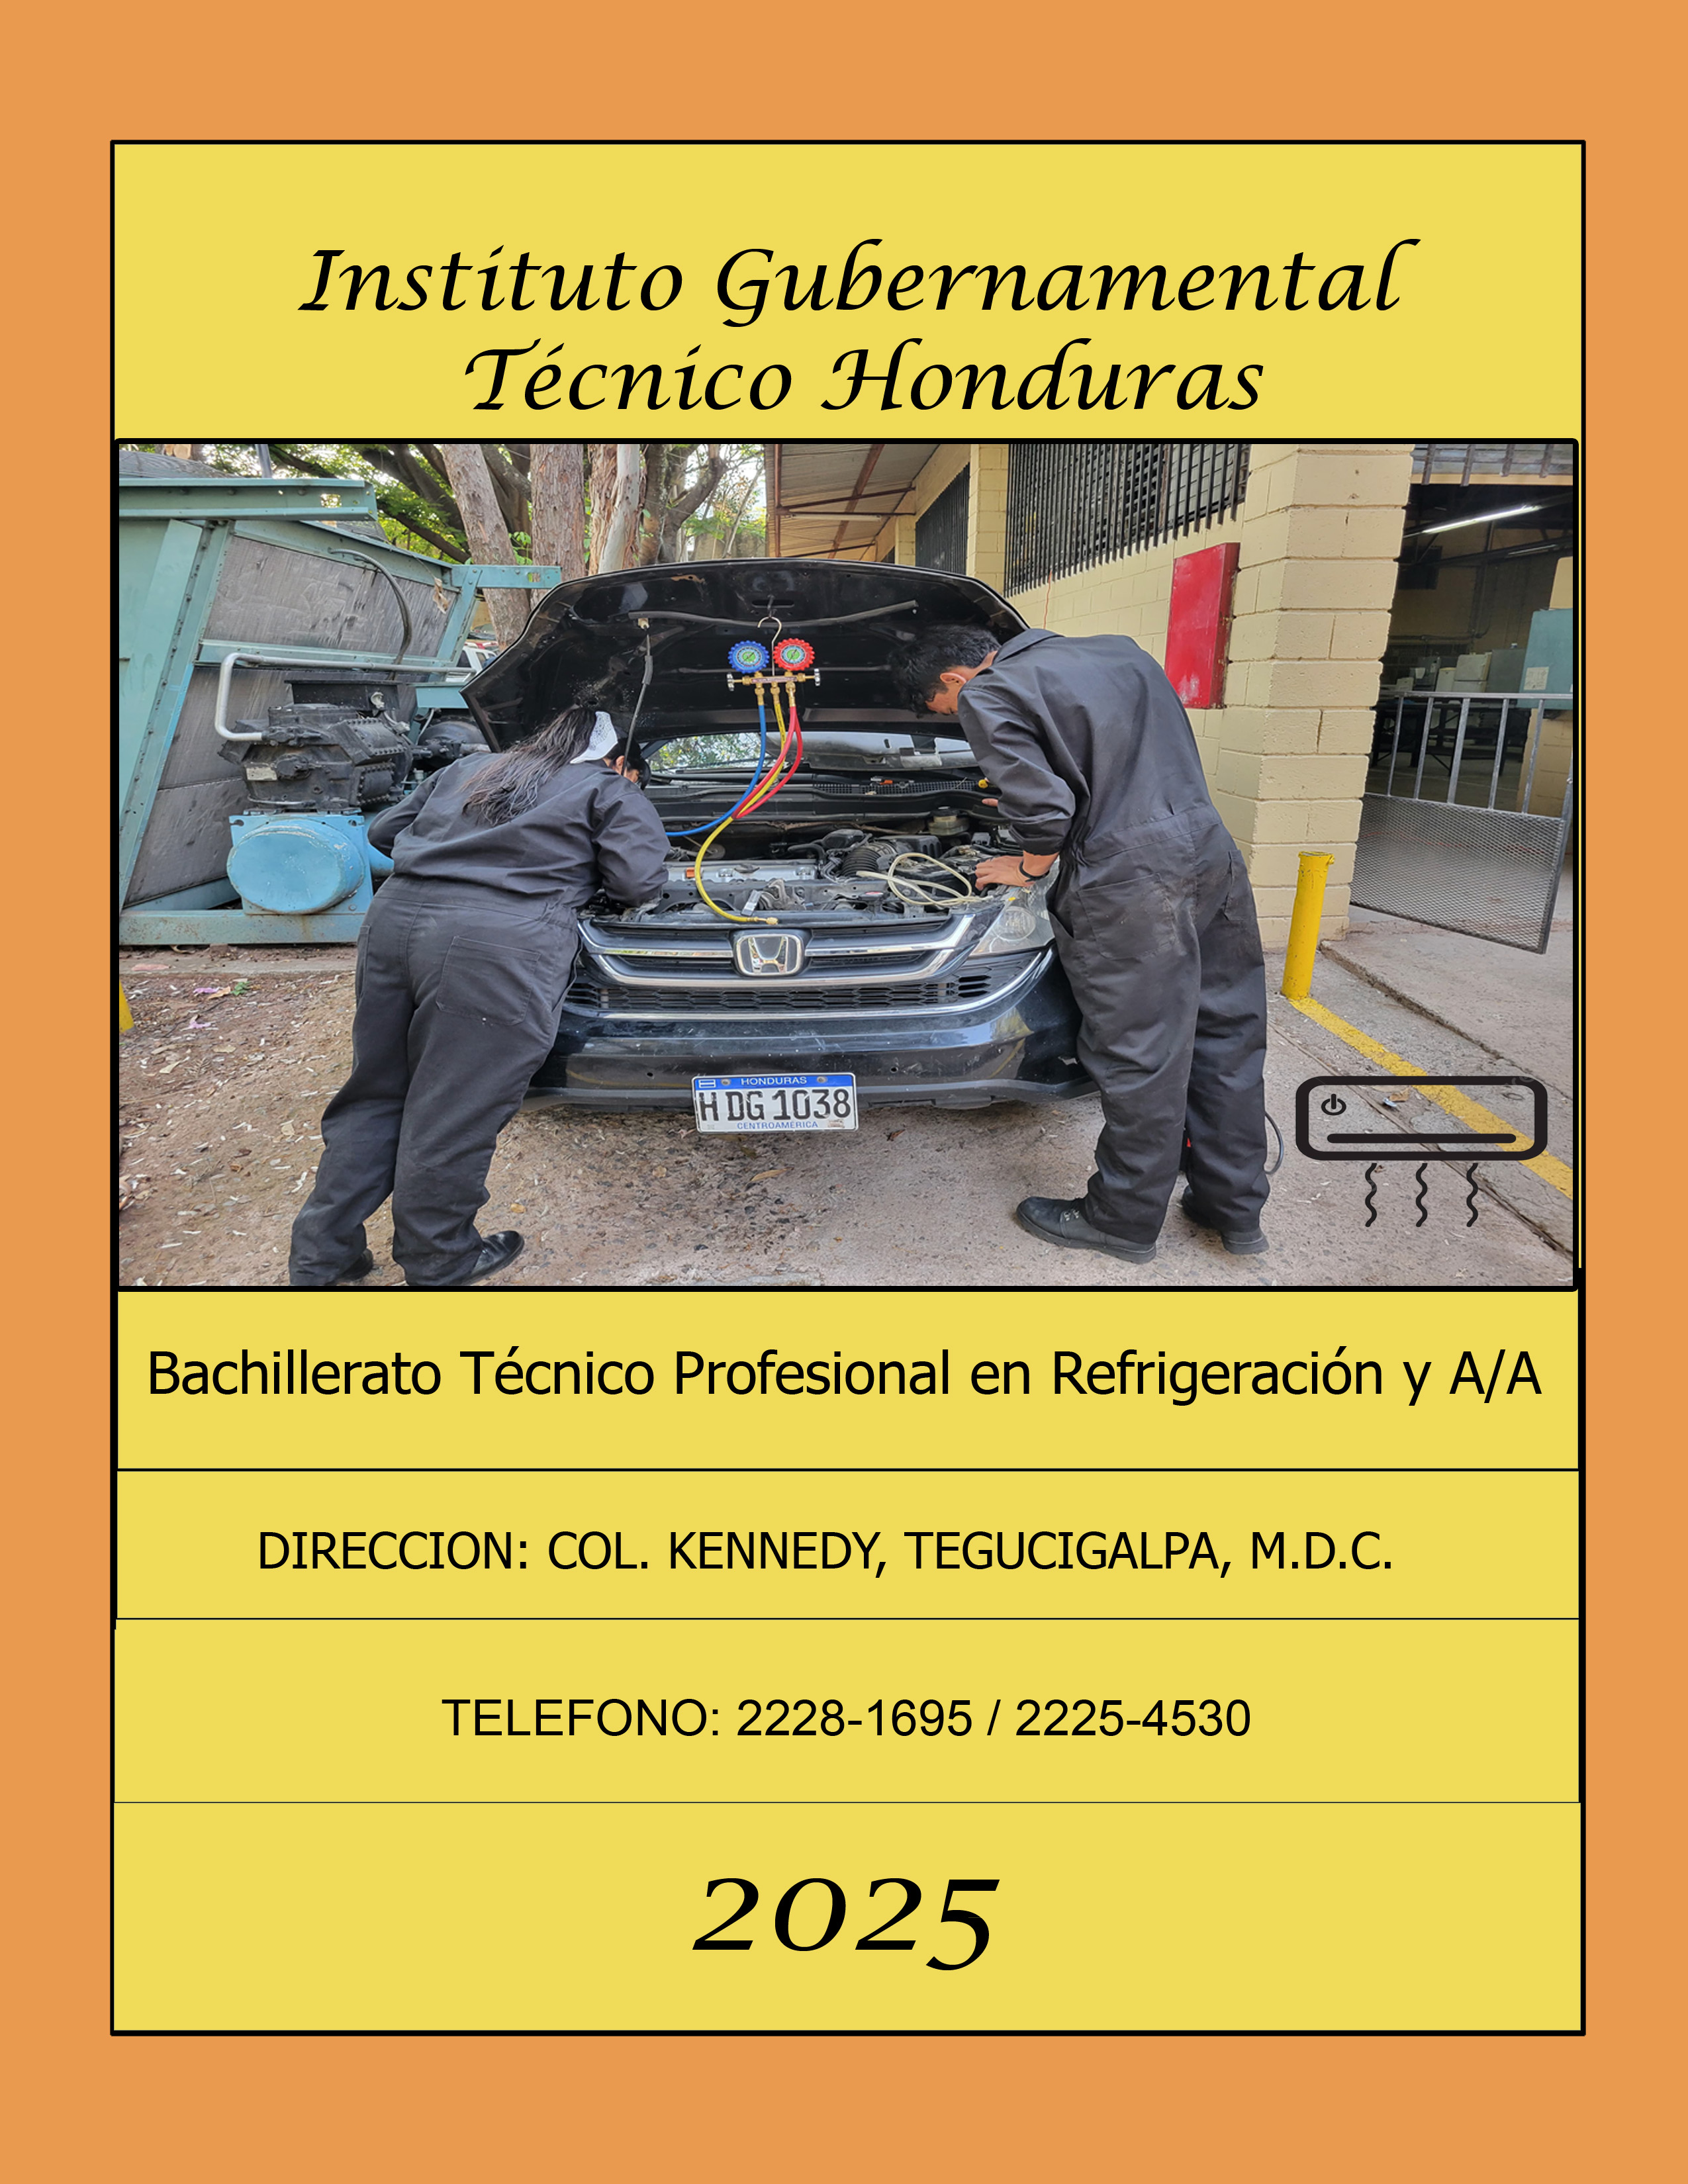 Instituto Gubernamental
Técnico Honduras
HONDURAS
H DG 1038
CENTROAMÉRICA
Bachillerato Técnico Profesional en Refrigeración y A/A
DIRECCION: COL. KENNEDY, TEGUCIGALPA, M.D.C.
TELEFONO: 2228-1695 / 2225-4530
2025